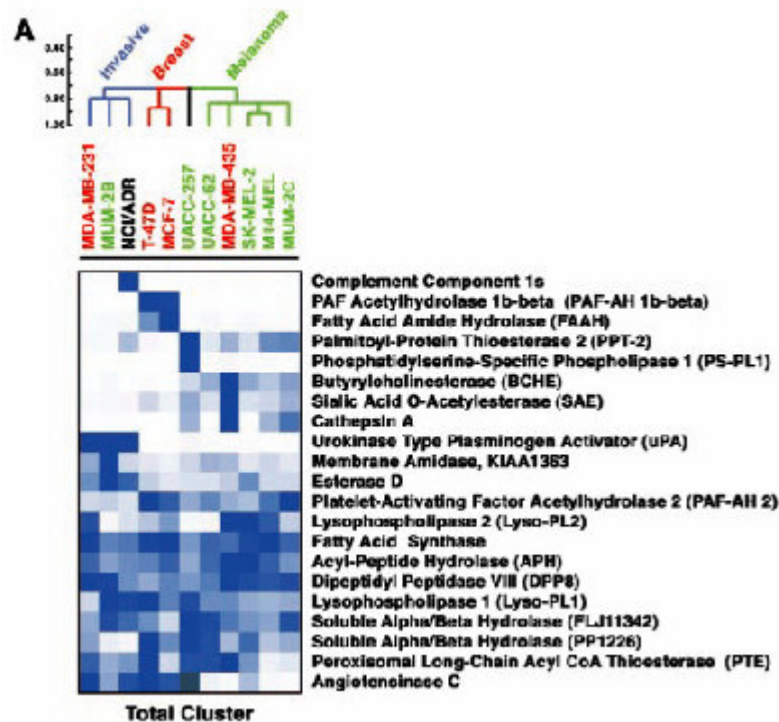 A
Invasive
Breast
Melanoma
1.00
MDA-MB-231
MUM-2B
NCI/ADR
T-47D
MCF-7
UACC-257
UACC-62
MDA-MB-435
SK-MEL-2
M14-MEL
MUM-2C
Complement Component 1s
PAF Acetylhydrolase 1b-beta (PAF-AH 1b-beta)
Fatty Acid Amide Hydrolase (FAAH)
Palmitoyl-Protein Thioesterase 2 (PPT-2)
Phosphatidylserine-Specific Phospholipase 1 (PS-PL1)
Butyrylcholinesterase (BCHE)
Sialic Acid O-Acetylesterase (SAE)
Cathepsin A
Urokinase Type Plasminogen Activator (uPA)
Membrane Amidase, KIAA1363
Esterase D
Platelet-Activating Factor Acetylhydrolase 2 (PAF-AH 2)
Lysophospholipase 2 (Lyso-PL2)
Fatty Acid Synthase
Acyl-Peptide Hydrolase (APH)
Dipeptidyl Peptidase VIII (DPP8)
Lysophospholipase 1 (Lyso-PL1)
Soluble Alpha/Beta Hydrolase (FLJ11342)
Soluble Alpha/Beta Hydrolase (PP1226)
Peroxisomal Long-Chain Acyl CoA Thioesterase (PTE)
Angiotensinase C
Total Cluster